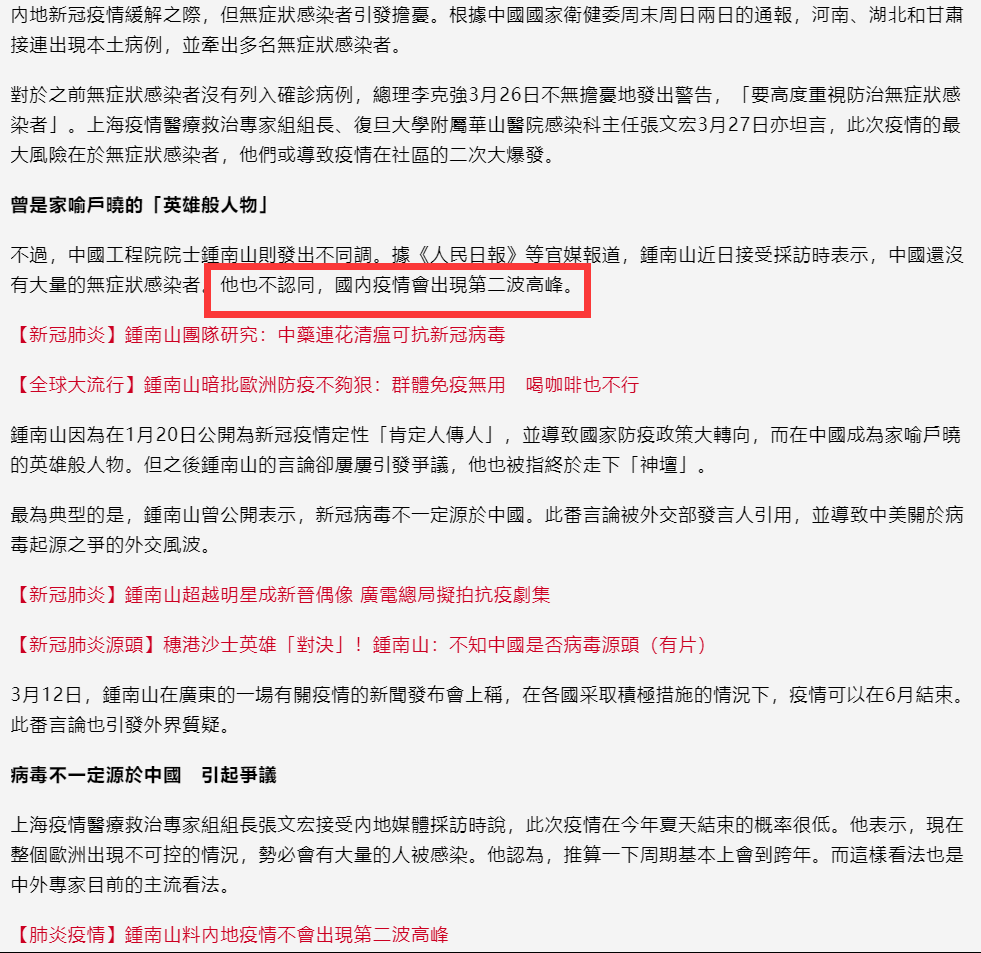 內地新冠疫情緩解之際，但無症狀感染者引發擔憂。根據中國國家衛健委周末周日兩日的通報，河南、湖北和甘肅
接連出現本土病例，並牽出多名無症狀感染者。
對於之前無症狀感染者沒有列入確診病例，總理李克強3月26日不無擔憂地發出警告，「要高度重視防治無症狀感
染者」。上海疫情醫療救治專家組組長、復旦大學附屬華山醫院感染科主任張文宏3月27日亦坦言，此次疫情的最
大風險在於無症狀感染者，他們或導致疫情在社區的二次大爆發。
曾是家喻戶曉的「英雄般人物」
不過，中國工程院院士鍾南山則發出不同調。據《人民日報》等官媒報道，鍾南山近日接受採訪時表示，中國還沒
有大量的無症狀感染者。他也不認同，國內疫情會出現第二波高峰。
【新冠肺炎】鍾南山團隊研究：中藥連花清瘟可抗新冠病毒
【全球大流行】鍾南山暗批歐洲防疫不夠狠：群體免疫無用　喝咖啡也不行
鍾南山因為在1月20日公開為新冠疫情定性「肯定人傳人」，並導致國家防疫政策大轉向，而在中國成為家喻戶曉
的英雄般人物。但之後鍾南山的言論卻屢屢引發爭議，他也被指終於走下「神壇」。
最為典型的是，鍾南山曾公開表示，新冠病毒不一定源於中國。此番言論被外交部發言人引用，並導致中美關於病
毒起源之爭的外交風波。
【新冠肺炎】鍾南山超越明星成新晉偶像 廣電總局擬拍抗疫劇集
【新冠肺炎源頭】穗港沙士英雄「對決」！鍾南山：不知中國是否病毒源頭（有片）
3月12日，鍾南山在廣東的一場有關疫情的新聞發布會上稱，在各國采取積極措施的情況下，疫情可以在6月結束。
此番言論也引發外界質疑。
病毒不一定源於中國　引起爭議
上海疫情醫療救治專家組組長張文宏接受內地媒體採訪時說，此次疫情在今年夏天結束的概率很低。他表示，現在
整個歐洲出現不可控的情況，勢必會有大量的人被感染。他認為，推算一下周期基本上會到跨年。而這樣看法也是
中外專家目前的主流看法。
【肺炎疫情】鍾南山料內地疫情不會出現第二波高峰